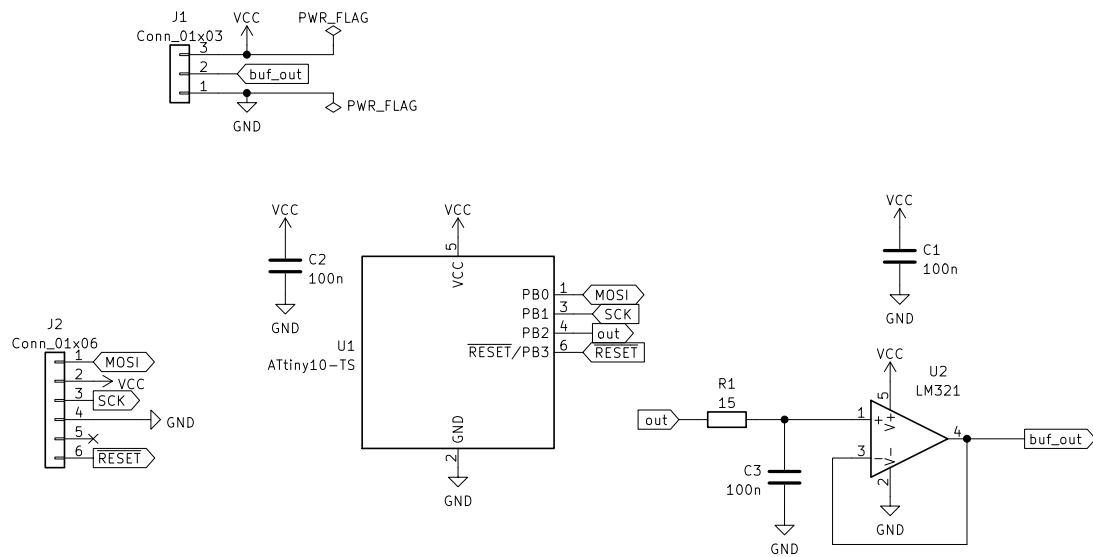 J1
Conn_01x03
VCC
PWR_FLAG
3
2
buf_out
1
GND
PWR_FLAG
VCC
C2
100n
GND
VCC
5
VCC
U1
ATtiny10-TS
PB0
1
MOSI
PB1
3
SCK
PB2
4
out
RESET/PB3
6
RESET
GND
2
GND
VCC
C1
100n
GND
J2
Conn_01x06
1
MOSI
2
VCC
3
SCK
4
GND
5
6
RESET
out
R1
15
C3
100n
GND
VCC
U2
LM321
5
1
+
V+
3
-
V-
2
4
GND
buf_out